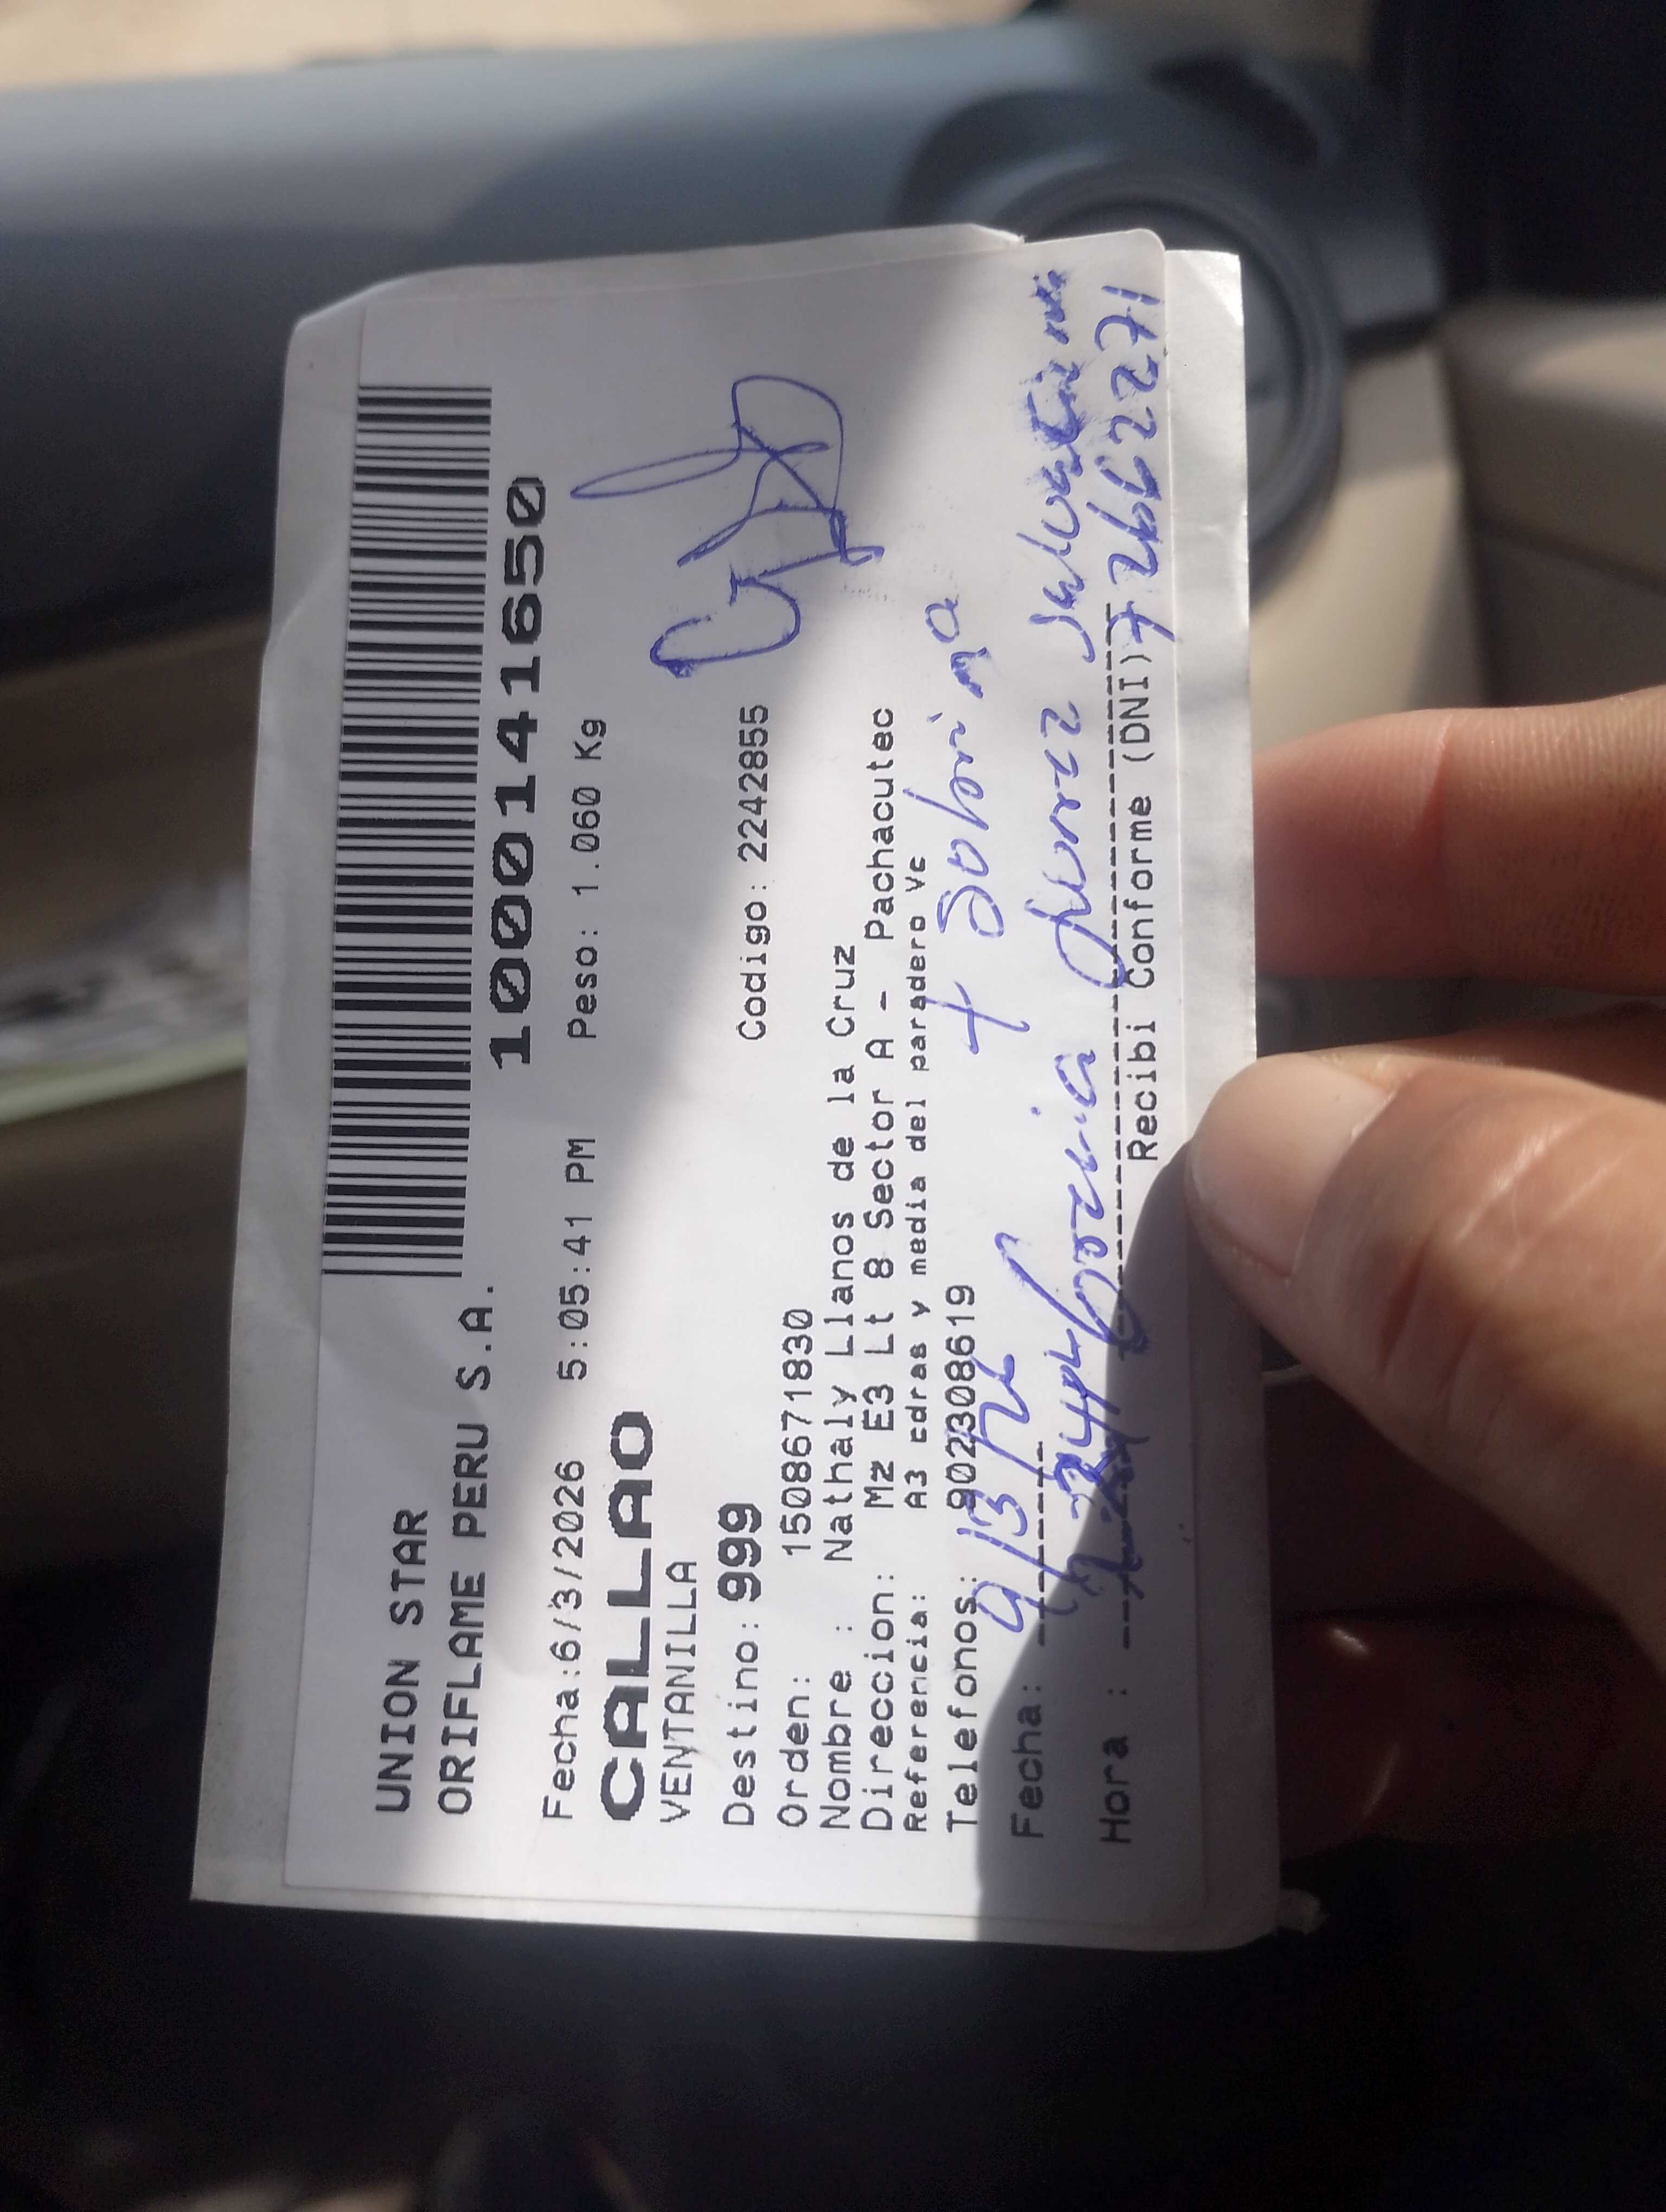 UNION STAR
ORIFLAME PERU S.A.
1000141650
Fecha:6/3/2026 5:05:41 PM Peso: 1.060 Kg
CALLAO
VENTANILLA
Destino: 999 Codigo: 2242855
Orden: 1508671830
Nombre : Nathaly Llanos de la Cruz
Direccion: Mz E3 Lt 8 Sector A - Pachacutec
Referencia: A3 cdras y media del paradero Vc
Telefonos: 902308619
+ Sobrina
Fecha: 9/3/26
Hora :
Recibi Conforme (DNI) 72662271